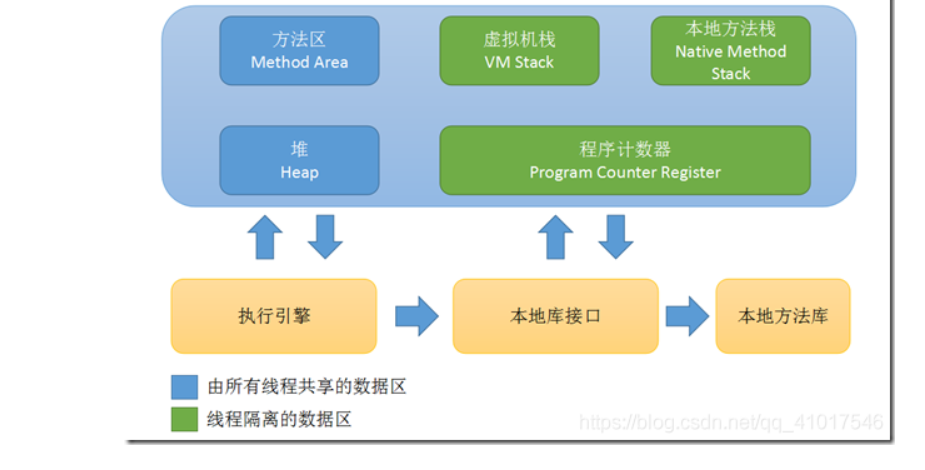 方法区
Method Area
虚拟机栈
VM Stack
本地方法栈
Native Method
Stack
堆
Heap
程序计数器
Program Counter Register
执行引擎
本地库接口
本地方法库
由所有线程共享的数据区
线程隔离的数据区
https://blog.csdn.net/qq_41017546